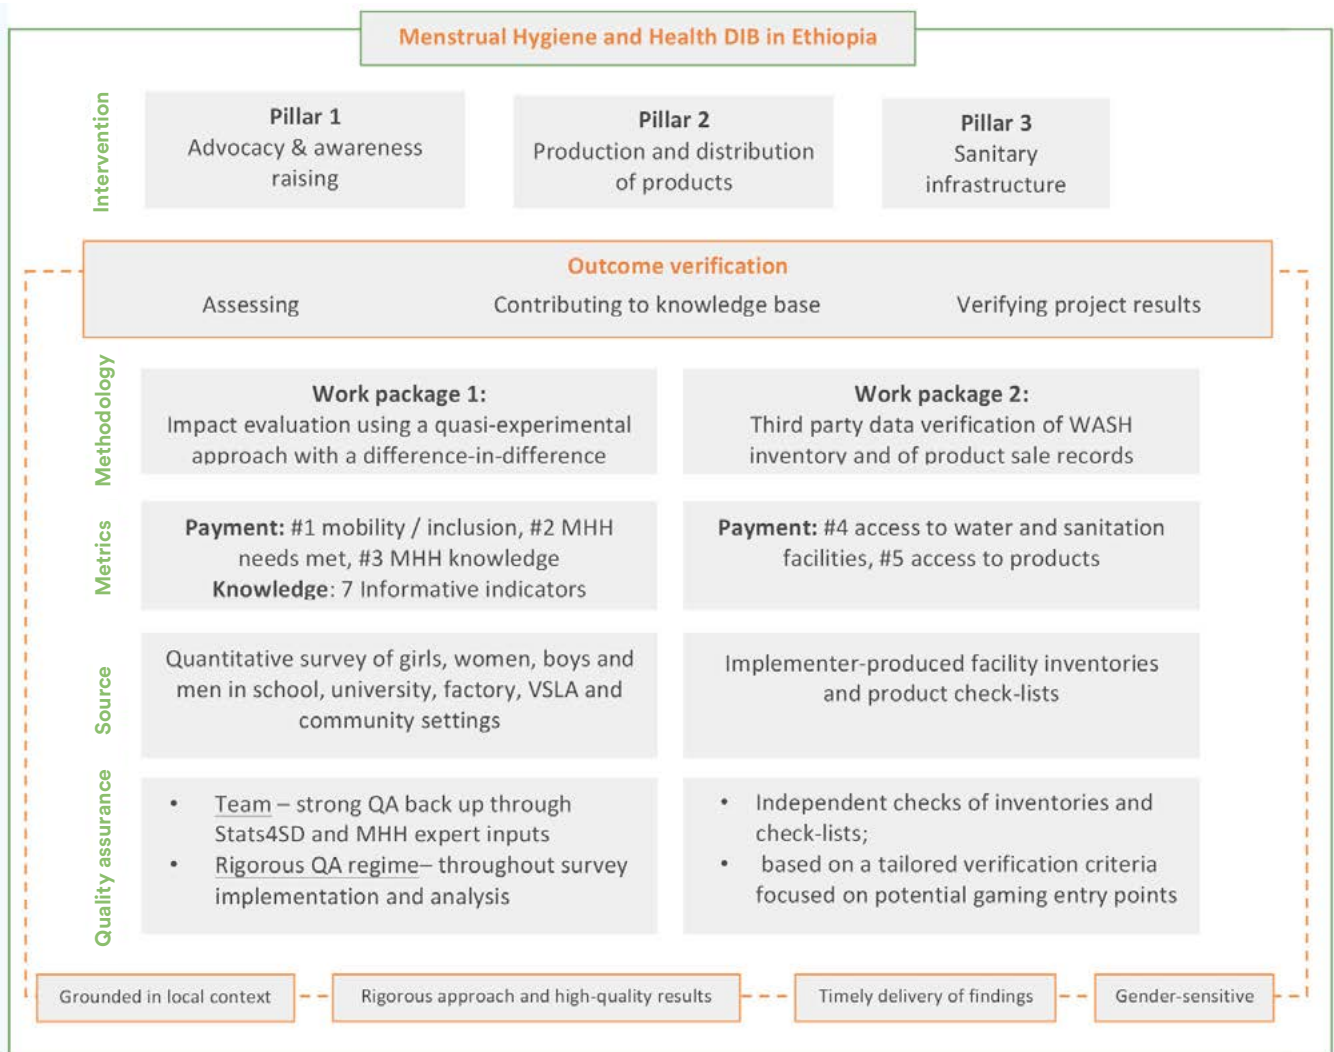 Menstrual Hygiene and Health DIB in Ethiopia
Intervention
Pillar 1
Advocacy & awareness
raising
Pillar 2
Production and distribution
of products
Pillar 3
Sanitary
infrastructure
Outcome verification
Assessing
Contributing to knowledge base
Verifying project results
Methodology
Work package 1:
Impact evaluation using a quasi-experimental
approach with a difference-in-difference
Work package 2:
Third party data verification of WASH
inventory and of product sale records
Metrics
Payment: #1 mobility / inclusion, #2 MHH
needs met, #3 MHH knowledge
Knowledge: 7 Informative indicators
Payment: #4 access to water and sanitation
facilities, #5 access to products
Source
Quantitative survey of girls, women, boys and
men in school, university, factory, VSLA and
community settings
Implementer-produced facility inventories
and product check-lists
Quality assurance
• Team – strong QA back up through
Stats4SD and MHH expert inputs
• Rigorous QA regime– throughout survey
implementation and analysis
• Independent checks of inventories and
check-lists;
• based on a tailored verification criteria
focused on potential gaming entry points
Grounded in local context
Rigorous approach and high-quality results
Timely delivery of findings
Gender-sensitive